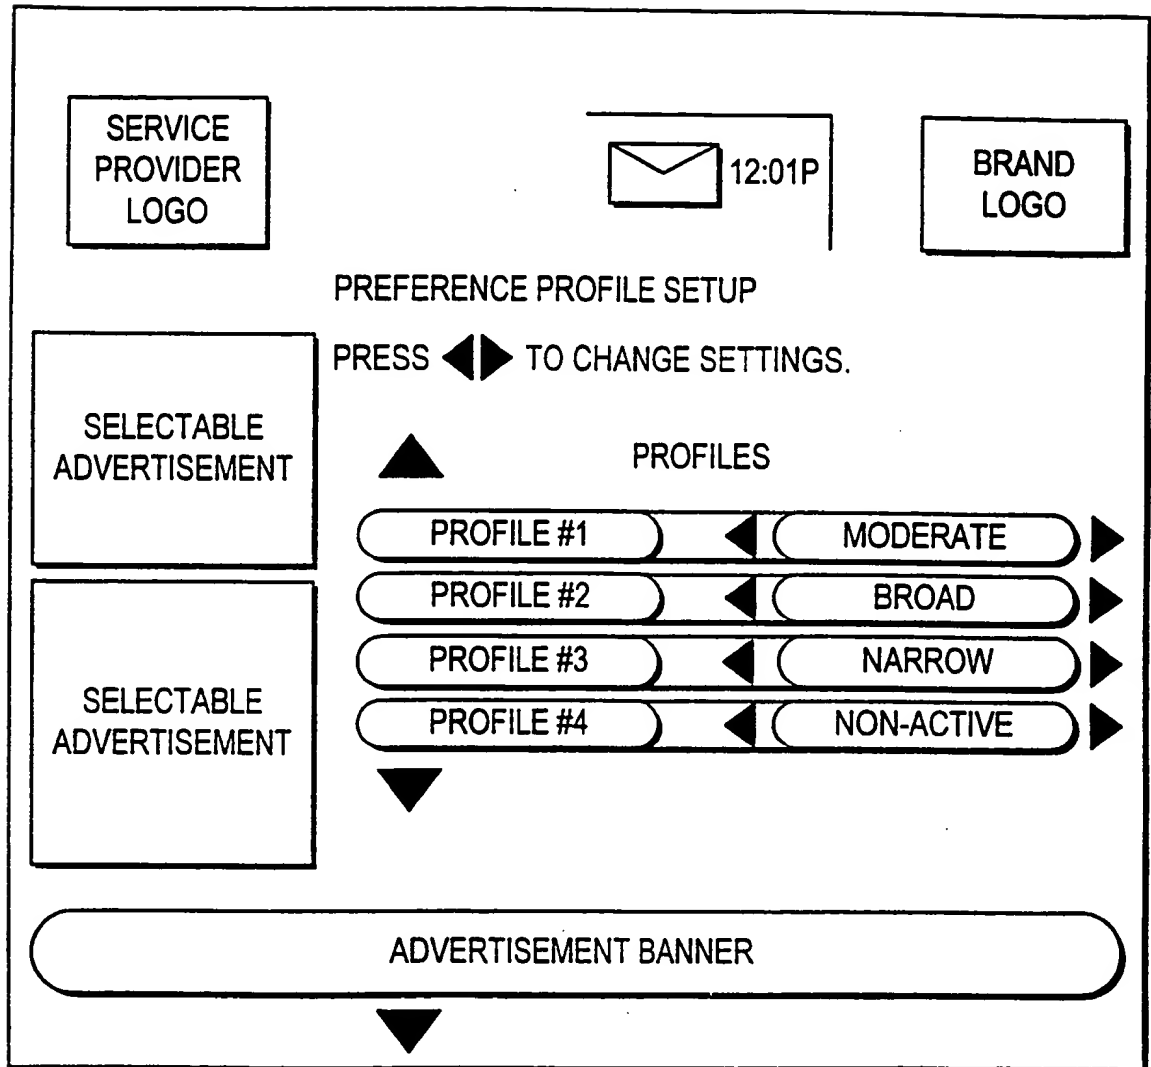 SERVICE
PROVIDER
LOGO
12:01P
BRAND
LOGO
PREFERENCE PROFILE SETUP
PRESS ◀▶ TO CHANGE SETTINGS.
SELECTABLE
ADVERTISEMENT
PROFILES
PROFILE #1 MODERATE
PROFILE #2 BROAD
PROFILE #3 NARROW
PROFILE #4 NON-ACTIVE
SELECTABLE
ADVERTISEMENT
ADVERTISEMENT BANNER